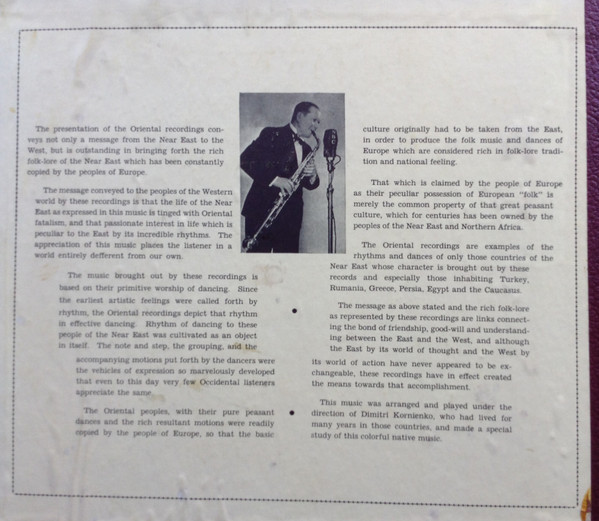 The presentation of the Oriental recordings con-
veys not only a message from the Near East to the
West, but is outstanding in bringing forth the rich
folk-lore of the Near East which has been constantly
copied by the peoples of Europe.
The message conveyed to the peoples of the Western
world by these recordings is that the life of the Near
East as expressed in this music is tinged with Oriental
fatalism, and that passionate interest in life which is
peculiar to the East by its incredible rhythms. The
appreciation of this music places the listener in a
world entirely defferent from our own.
The music brought out by these recordings is
based on their primitive worship of dancing. Since
the earliest artistic feelings were called forth by
rhythm, the Oriental recordings depict that rhythm
in effective dancing. Rhythm of dancing to these
people of the Near East was cultivated as an object
in itself. The note and step, the grouping, and the
accompanying motions put forth by the dancers were
the vehicles of expression so marvelously developed
that even to this day very few Occidental listeners
appreciate the same.
The Oriental peoples, with their pure peasant
dances and the rich resultant motions were readily
copied by the people of Europe, so that the basic
culture originally had to be taken from the East,
in order to produce the folk music and dances of
Europe which are considered rich in folk-lore tradi-
tion and national feeling.
That which is claimed by the people of Europe
as their peculiar possession of European "folk" is
merely the common property of that great peasant
culture, which for centuries has been owned by the
peoples of the Near East and Northern Africa.
The Oriental recordings are examples of the
rhythms and dances of only those countries of the
Near East whose character is brought out by these
records and especially those inhabiting Turkey,
Rumania, Greece, Persia, Egypt and the Caucasus.
The message as above stated and the rich folk-lore
as represented by these recordings are links connect-
ing the bond of friendship, good-will and understand-
ing between the East and the West, and although
the East by its world of thought and the West by
its world of action have never appeared to be ex-
changeable, these recordings have in effect created
the means towards that accomplishment.
This music was arranged and played under the
direction of Dimitri Kornienko, who had lived for
many years in those countries, and made a special
study of this colorful native music.